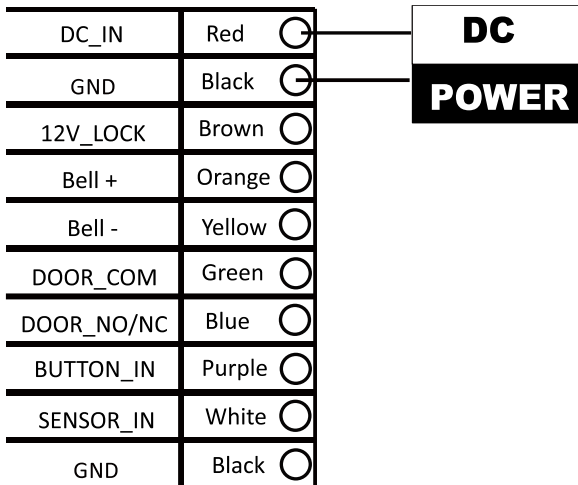 DC_IN Red DC
GND Black POWER
12V_LOCK Brown
Bell + Orange
Bell - Yellow
DOOR_COM Green
DOOR_NO/NC Blue
BUTTON_IN Purple
SENSOR_IN White
GND Black